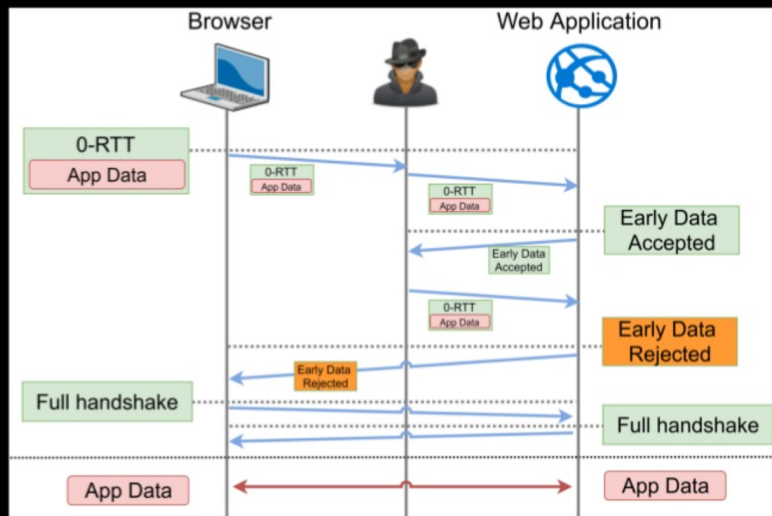 Browser
Web Application
0-RTT
App Data
0-RTT
App Data
0-RTT
App Data
Early Data
Accepted
Early Data
Accepted
0-RTT
App Data
Early Data
Rejected
Early Data
Rejected
Full handshake
Full handshake
App Data
App Data